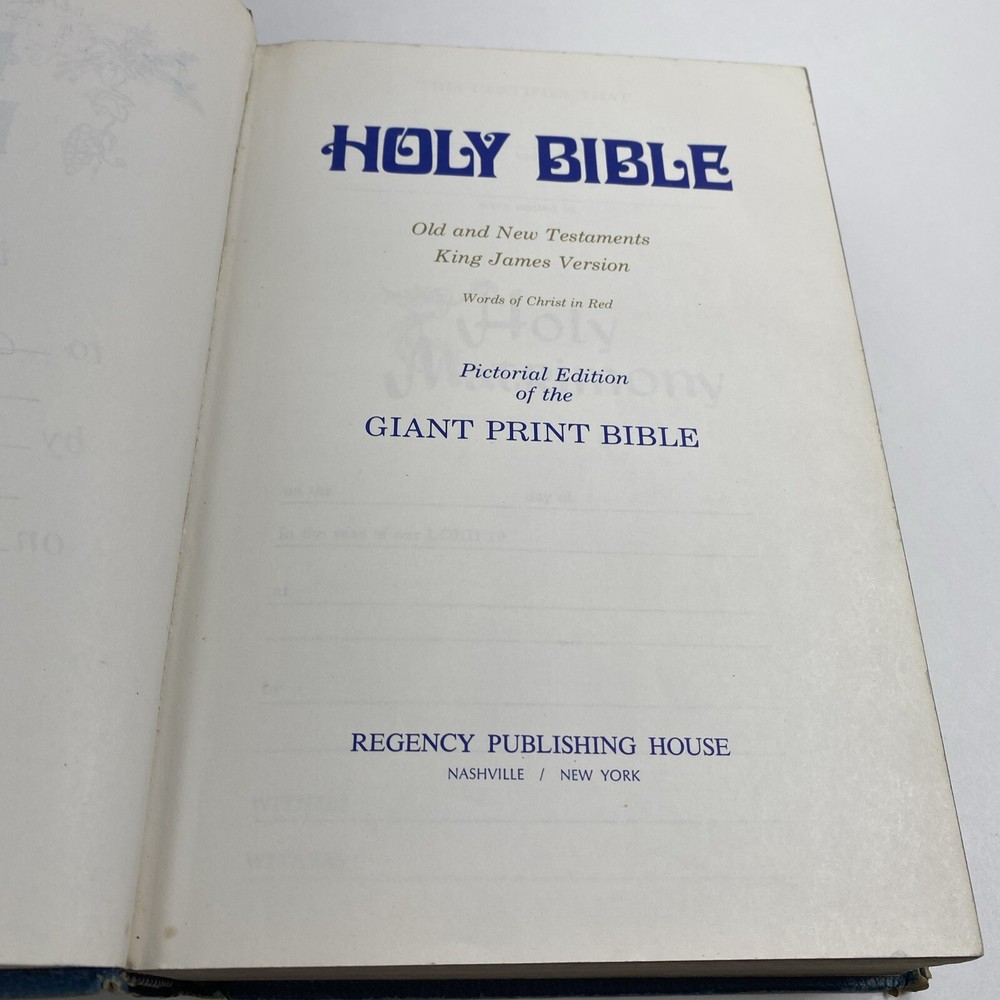 HOLY BIBLE
Old and New Testaments
King James Version
Words of Christ in Red
Pictorial Edition
of the
GIANT PRINT BIBLE
REGENCY PUBLISHING HOUSE
NASHVILLE / NEW YORK